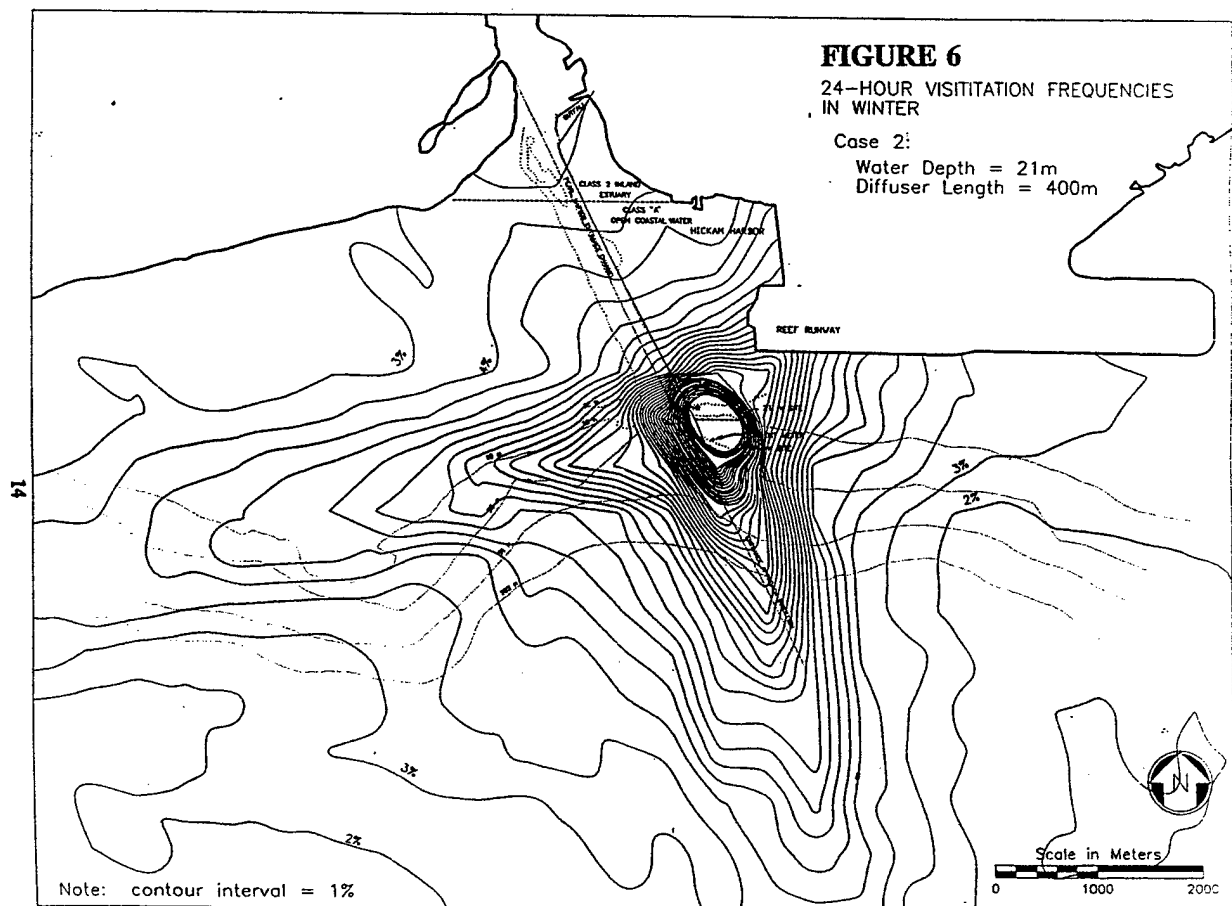 FIGURE 6
24-HOUR VISITITATION FREQUENCIES
IN WINTER
Case 2:
Water Depth = 21m
Diffuser Length = 400m
CLASS 2 INLAND
ESTUARY
CLASS "A"
OPEN COASTAL WATER
HICKAM HARBOR
REEF RUNWAY
3%
4%
3%
2%
14
3%
2%
N
Scale in Meters
0 1000 2000
Note: contour interval = 1%